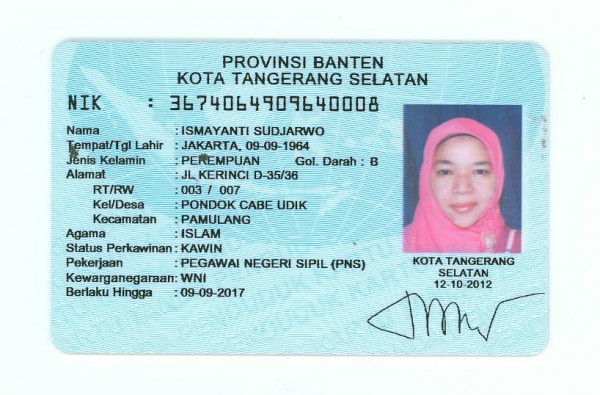 PROVINSI BANTEN
KOTA TANGERANG SELATAN
NIK : 3674064909640008
Nama : ISMAYANTI SUDJARWO
Tempat/Tgl Lahir : JAKARTA, 09-09-1964
Jenis Kelamin : PEREMPUAN Gol. Darah : B
Alamat : JL KERINCI D-35/36
RT/RW : 003 / 007
Kel/Desa : PONDOK CABE UDIK
Kecamatan : PAMULANG
Agama : ISLAM
Status Perkawinan : KAWIN
Pekerjaan : PEGAWAI NEGERI SIPIL (PNS)
Kewarganegaraan : WNI
Berlaku Hingga : 09-09-2017
KOTA TANGERANG
SELATAN
12-10-2012